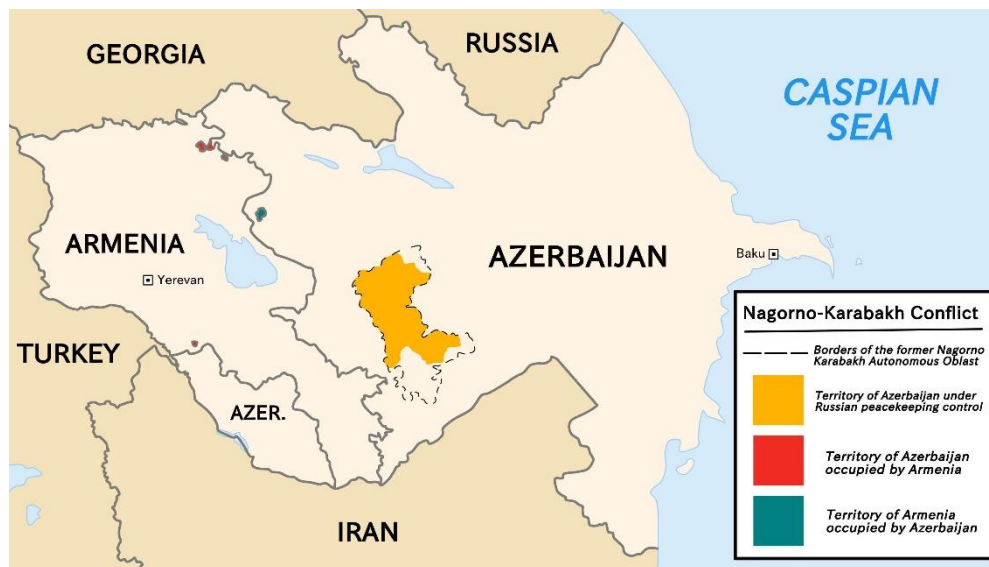 GEORGIA
RUSSIA
CASPIAN
SEA
ARMENIA
AZERBAIJAN
Baku
Yerevan
TURKEY
AZER.
IRAN
Nagorno-Karabakh Conflict
Borders of the former Nagorno
Karabakh Autonomous Oblast
Territory of Azerbaijan under
Russian peacekeeping control
Territory of Azerbaijan
occupied by Armenia
Territory of Armenia
occupied by Azerbaijan